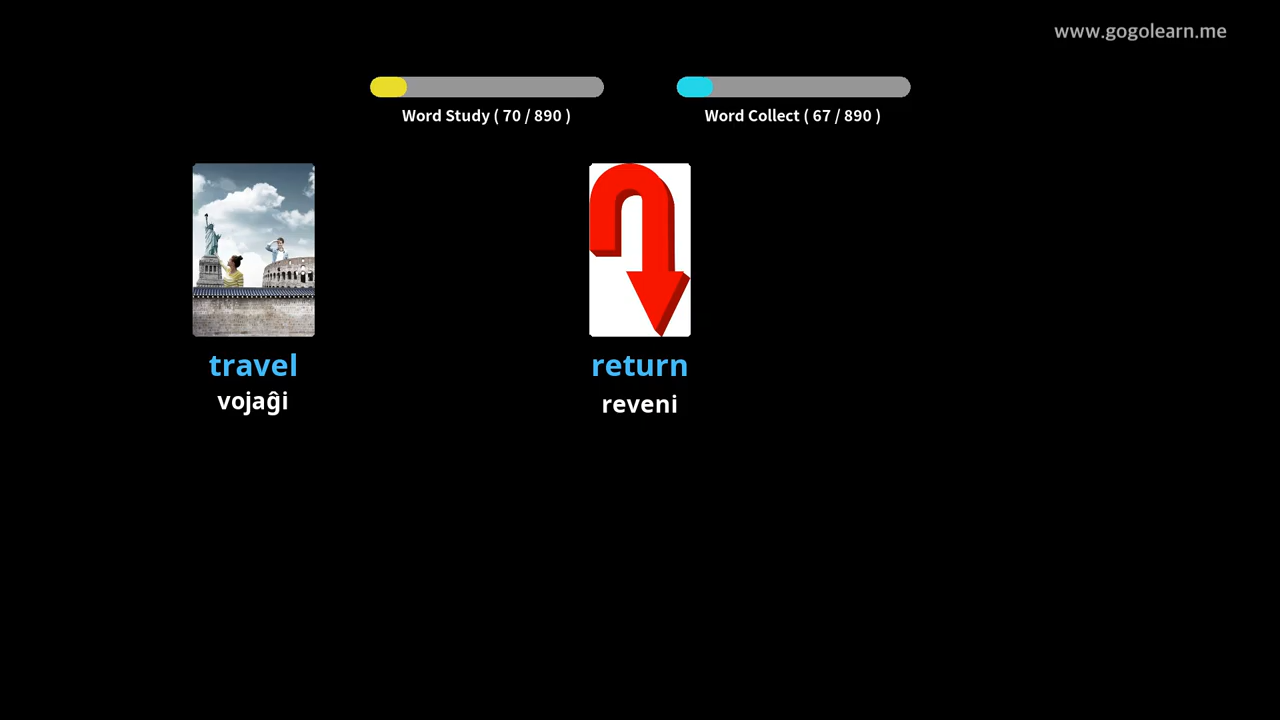 www.gogolearn.me
Word Study ( 70 / 890 )
Word Collect ( 67 / 890 )
travel
vojaĝi
return
reveni